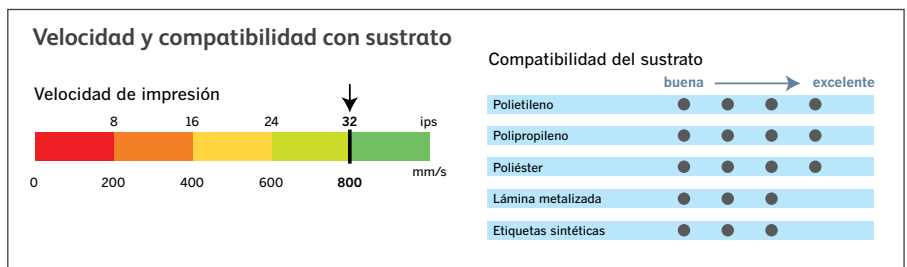 Velocidad y compatibilidad con sustrato
Velocidad de impresión
8 16 24 32 ips
mm/s
0 200 400 600 800
Compatibilidad del sustrato
buena excelente
Polietileno
Polipropileno
Poliéster
Lámina metalizada
Etiquetas sintéticas